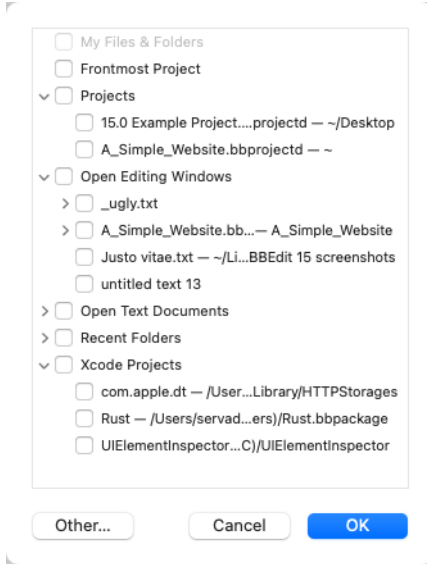 My Files & Folders
Frontmost Project
Projects
15.0 Example Project....projectd — ~/Desktop
A_Simple_Website.bbprojectd — ~
Open Editing Windows
_ugly.txt
A_Simple_Website.bb...— A_Simple_Website
Justo vitae.txt — ~/Li...BBEdit 15 screenshots
untitled text 13
Open Text Documents
Recent Folders
Xcode Projects
com.apple.dt — /User...Library/HTTPStorages
Rust — /Users/servad...ers)/Rust.bbpackage
UIElementInspector...C)/UIElementInspector
Other... Cancel OK